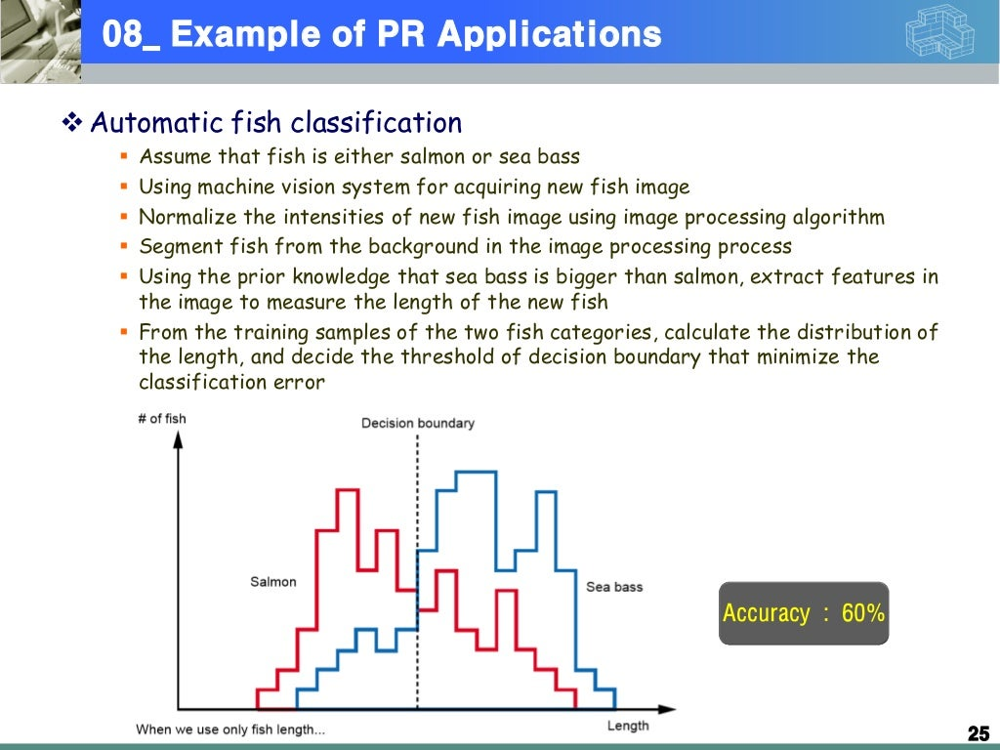 08_ Example of PR Applications
❖ Automatic fish classification
▪ Assume that fish is either salmon or sea bass
▪ Using machine vision system for acquiring new fish image
▪ Normalize the intensities of new fish image using image processing algorithm
▪ Segment fish from the background in the image processing process
▪ Using the prior knowledge that sea bass is bigger than salmon, extract features in
the image to measure the length of the new fish
▪ From the training samples of the two fish categories, calculate the distribution of
the length, and decide the threshold of decision boundary that minimize the
classification error
# of fish
Decision boundary
Salmon
Sea bass
Accuracy : 60%
Length
When we use only fish length...
25